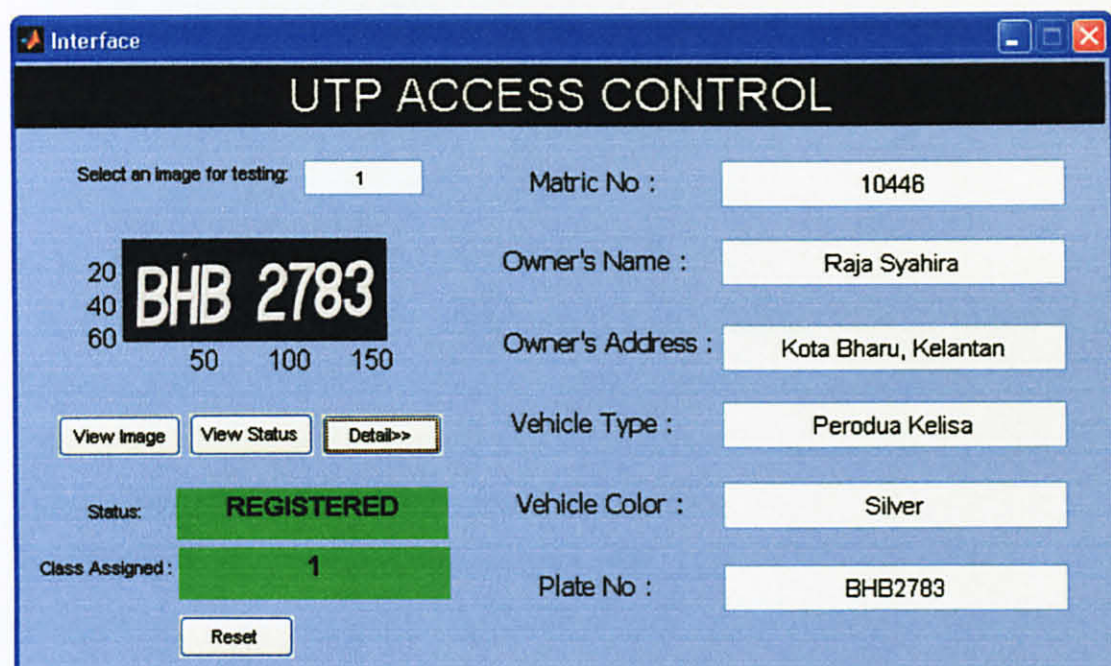 Interface
UTP ACCESS CONTROL
Select an image for testing: 1
20
40
60
BHB 2783
50 100 150
View Image View Status Detail>>
Status: REGISTERED
Class Assigned : 1
Reset
Matric No : 10446
Owner's Name : Raja Syahira
Owner's Address : Kota Bharu, Kelantan
Vehicle Type : Perodua Kelisa
Vehicle Color : Silver
Plate No : BHB2783